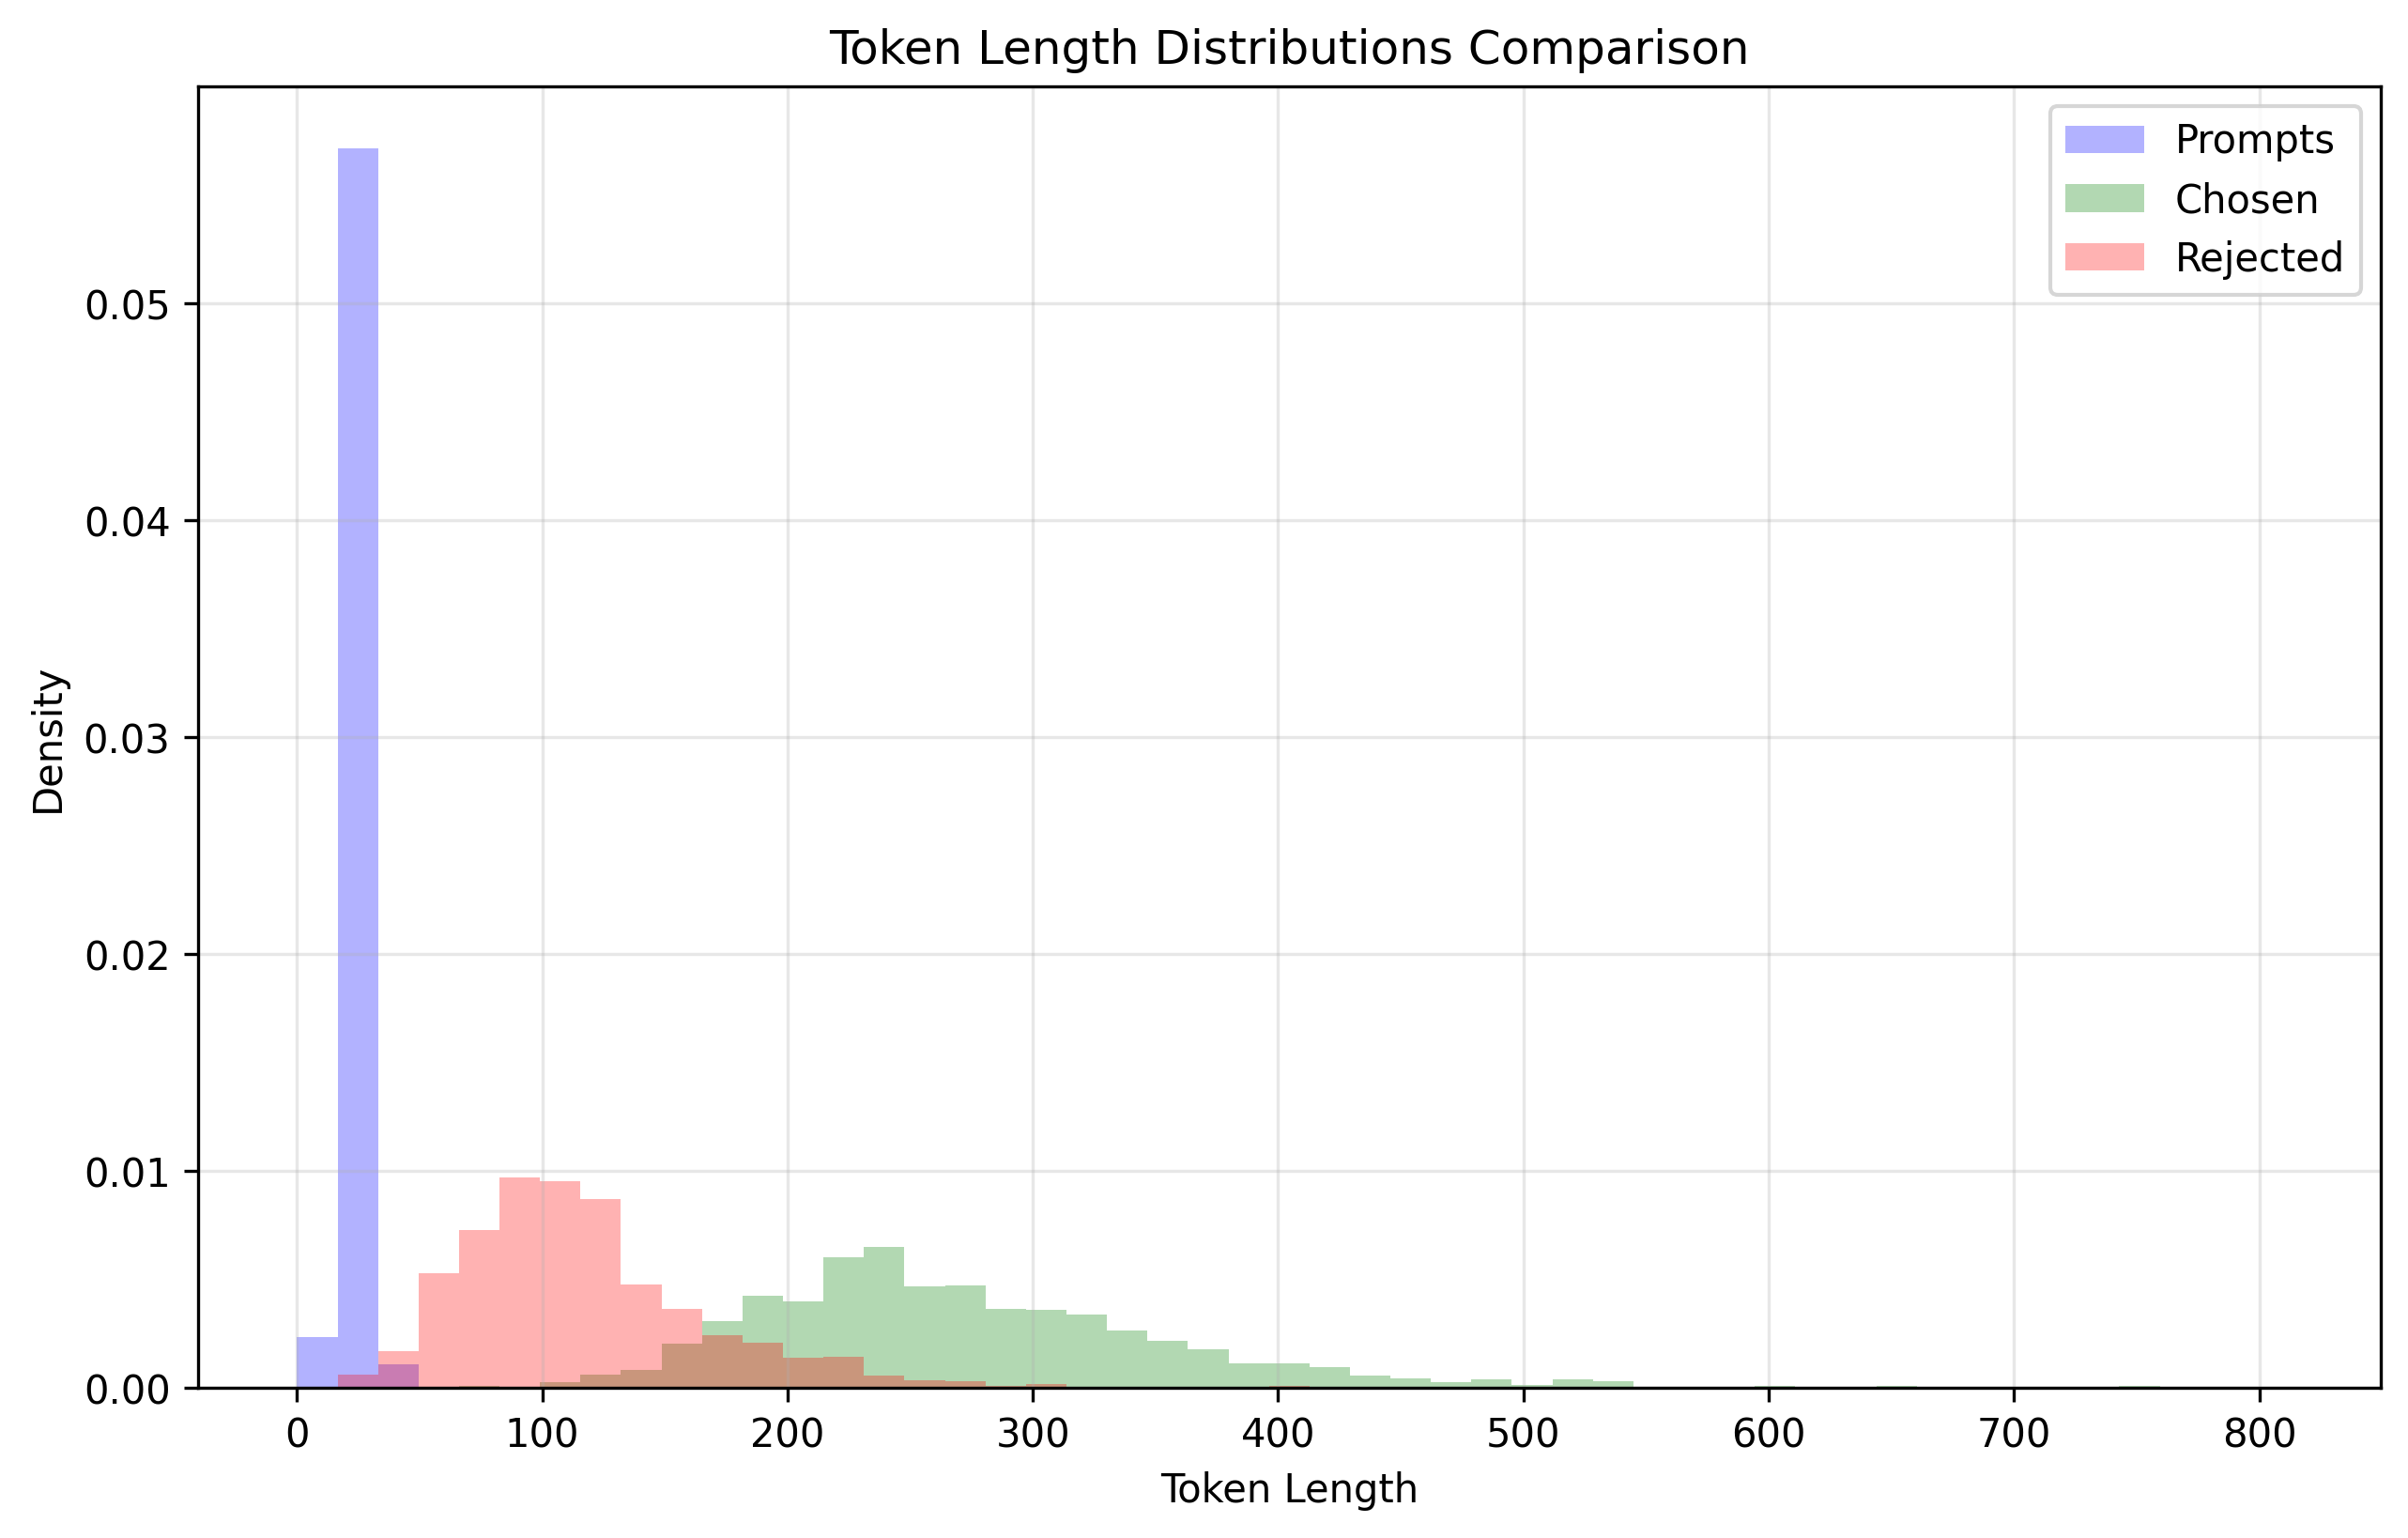 Token Length Distributions Comparison
Prompts
Chosen
Rejected
0.05
0.04
0.03
0.02
0.01
0.00
Density
0 100 200 300 400 500 600 700 800
Token Length